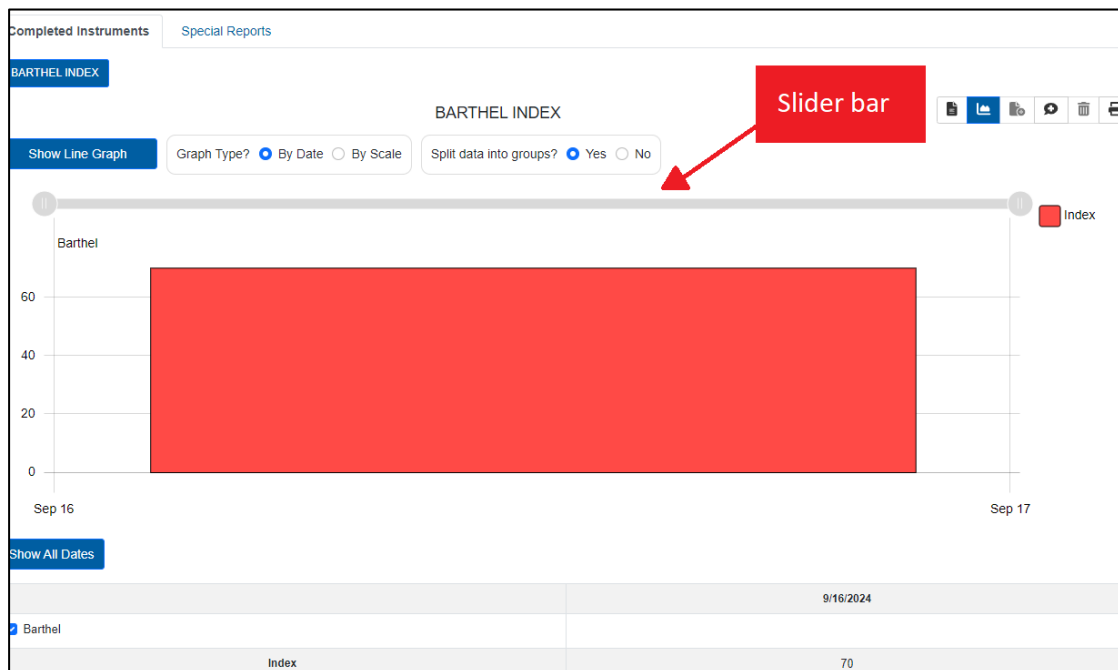 Completed Instruments Special Reports
BARTHEL INDEX
Slider bar
BARTHEL INDEX
Show Line Graph Graph Type? By Date By Scale Split data into groups? Yes No
Index
Barthel
60
40
20
0
Sep 16 Sep 17
Show All Dates
9/16/2024
Barthel
Index 70